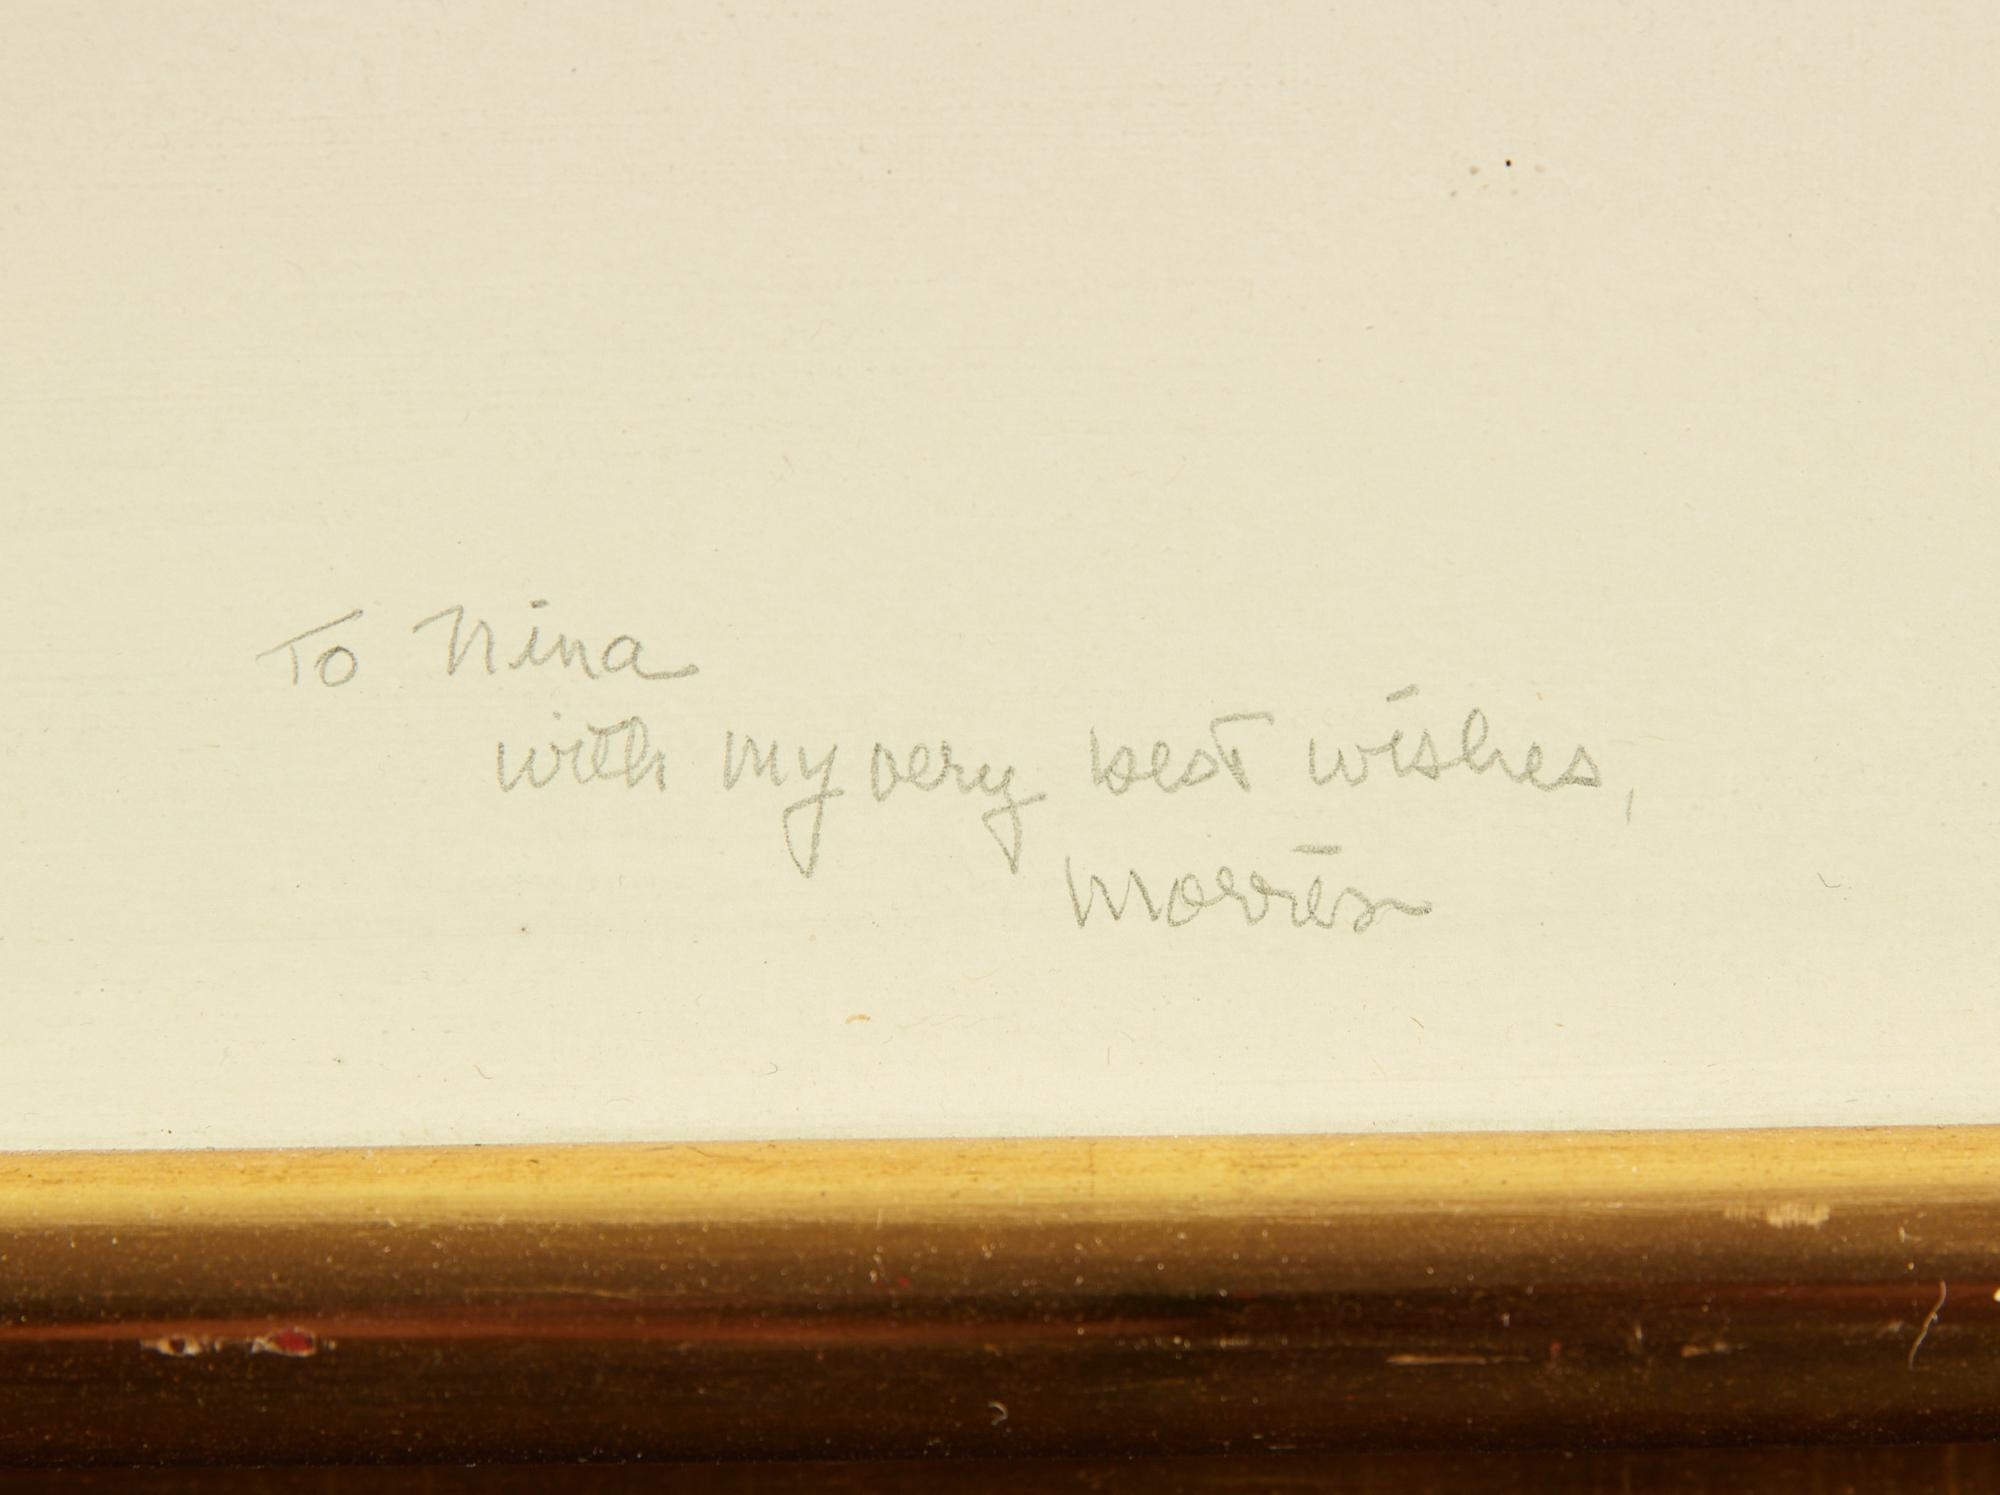 To Nina
with my very best wishes,
Morris